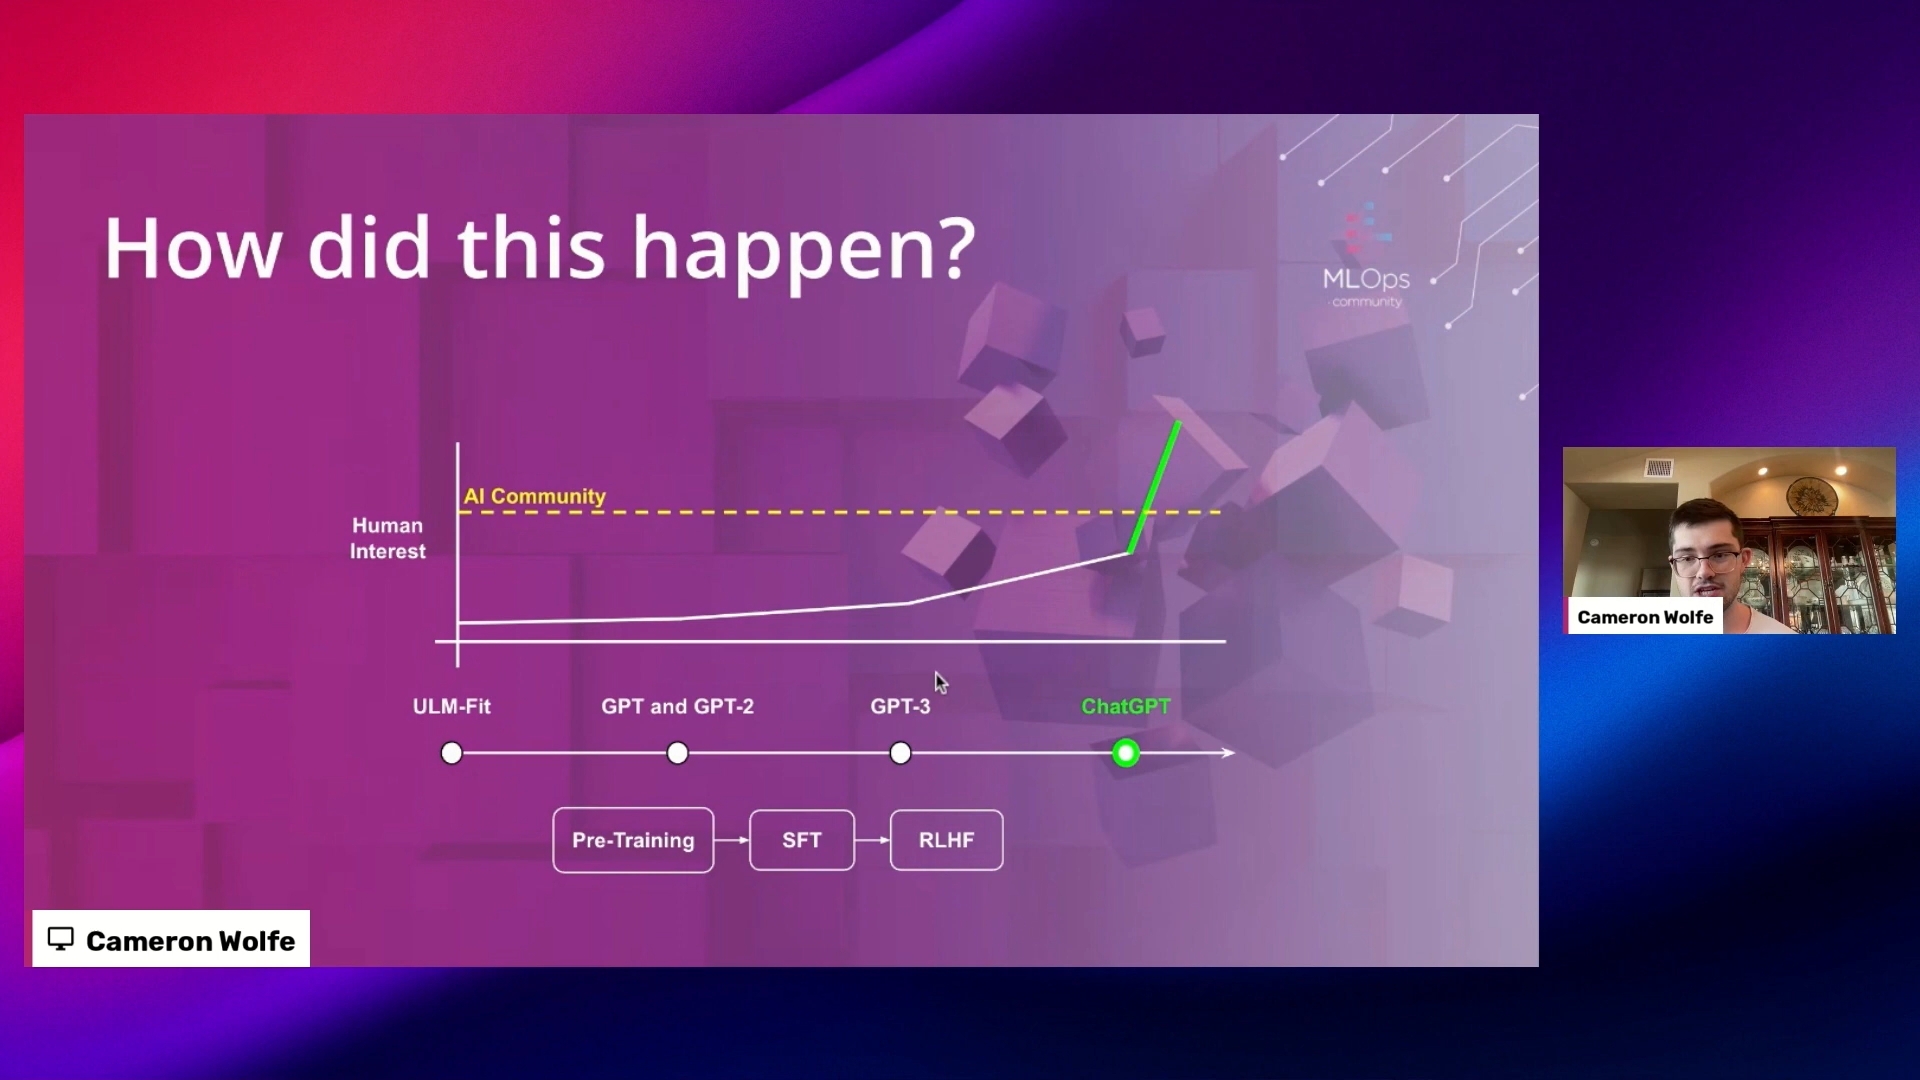 How did this happen?
MLOps
community
AI Community
Human
Interest
ULM-Fit
GPT and GPT-2
GPT-3
ChatGPT
Pre-Training
SFT
RLHF
Cameron Wolfe
Cameron Wolfe